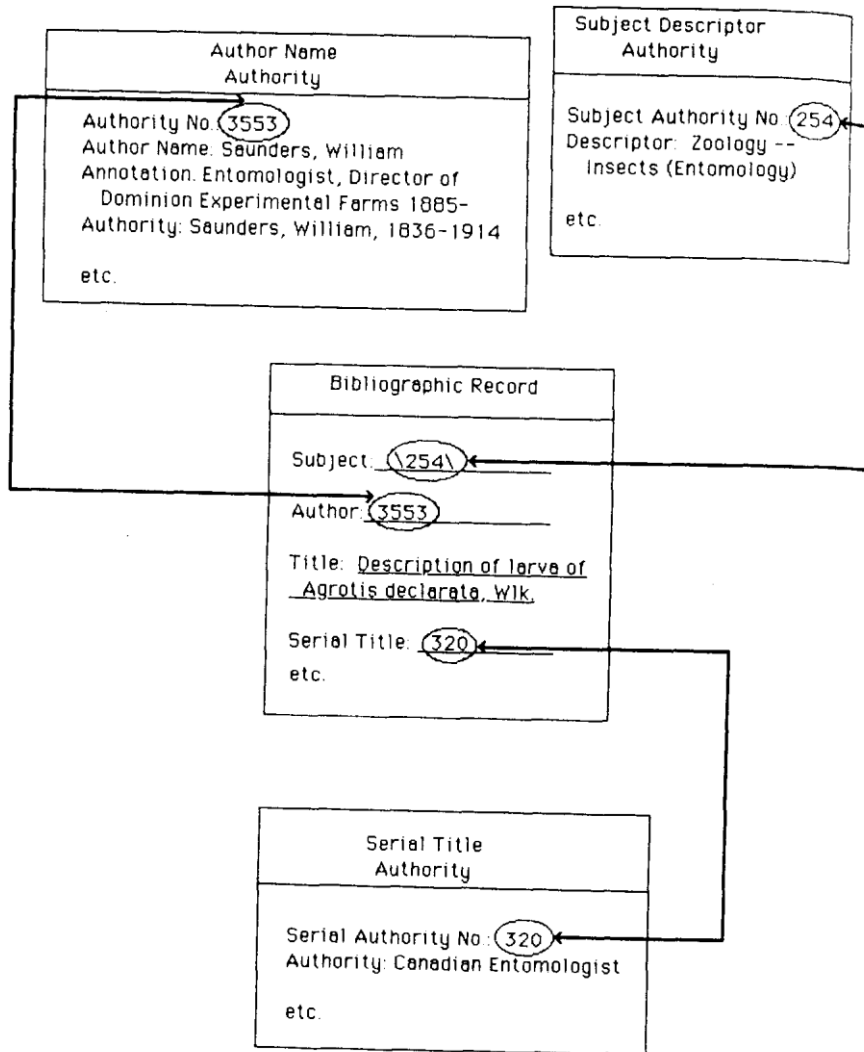 Author Name
Authority
Authority No.: 3553
Author Name: Saunders, William
Annotation. Entomologist, Director of
Dominion Experimental Farms 1885-
Authority: Saunders, William, 1836-1914
etc.
Subject Descriptor
Authority
Subject Authority No.: 254
Descriptor: Zoology --
Insects (Entomology)
etc.
Bibliographic Record
Subject: \254\
Author: 3553
Title: Description of larva of
Agrotis declarata, Wlk.
Serial Title: 320
etc.
Serial Title
Authority
Serial Authority No.: 320
Authority: Canadian Entomologist
etc.